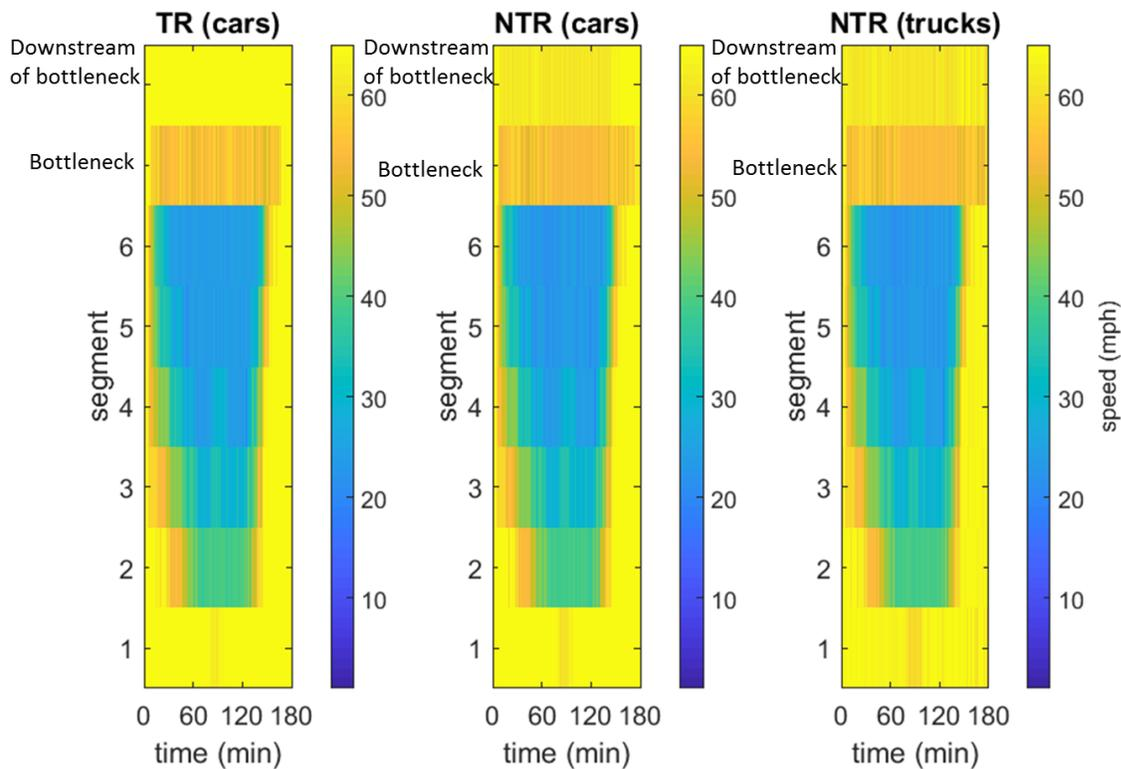 TR (cars)
NTR (cars)
NTR (trucks)
Downstream
of bottleneck
Bottleneck
6
5
4
3
2
1
segment
0 60 120 180
time (min)
60
50
40
30
20
10
Downstream
of bottleneck
Bottleneck
6
5
4
3
2
1
segment
0 60 120 180
time (min)
60
50
40
30
20
10
Downstream
of bottleneck
Bottleneck
6
5
4
3
2
1
segment
0 60 120 180
time (min)
60
50
40
30
20
10
speed (mph)